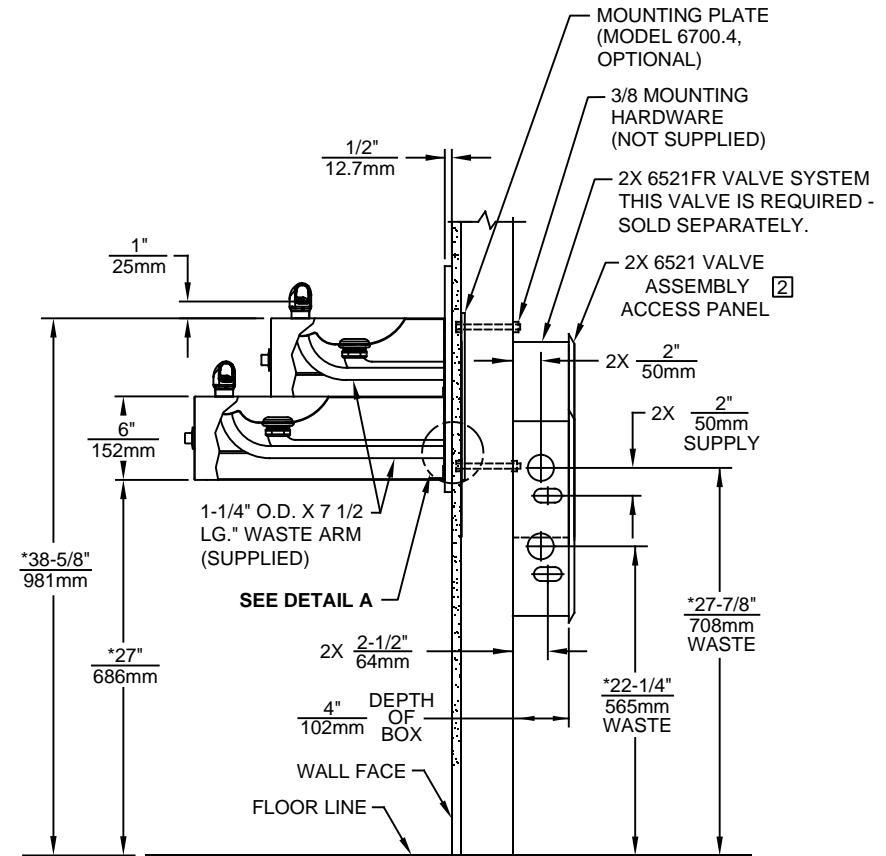 MOUNTING PLATE
(MODEL 6700.4,
OPTIONAL)
3/8 MOUNTING
HARDWARE
(NOT SUPPLIED)
1/2"
12.7mm
2X 6521FR VALVE SYSTEM
THIS VALVE IS REQUIRED -
SOLD SEPARATELY.
1"
25mm
2X 6521 VALVE
ASSEMBLY 2
ACCESS PANEL
2X 2"
50mm
2X 2"
50mm
SUPPLY
6"
152mm
1-1/4" O.D. X 7 1/2
LG." WASTE ARM
(SUPPLIED)
*38-5/8"
981mm
SEE DETAIL A
*27-7/8"
708mm
WASTE
*27"
686mm
2X 2-1/2"
64mm
*22-1/4"
565mm
WASTE
4"
102mm
DEPTH
OF
BOX
WALL FACE
FLOOR LINE